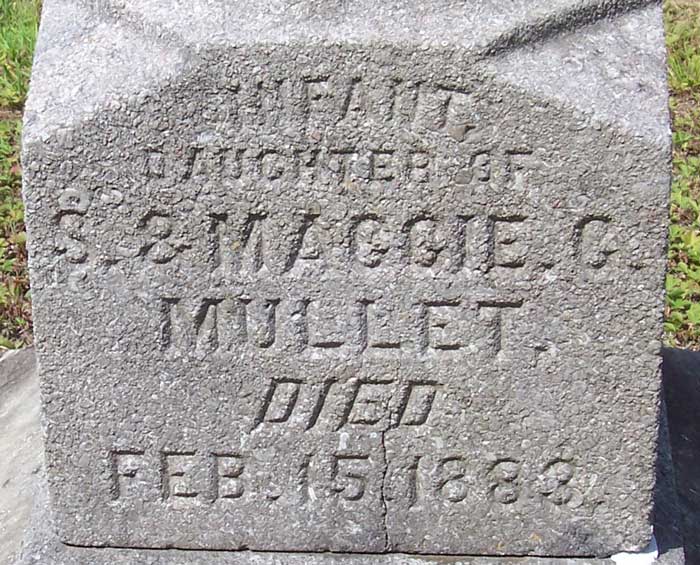 INFANT,
DAUGHTER OF
S. & MAGGIE. G.
MULLET.
DIED
FEB. 15, 1883.